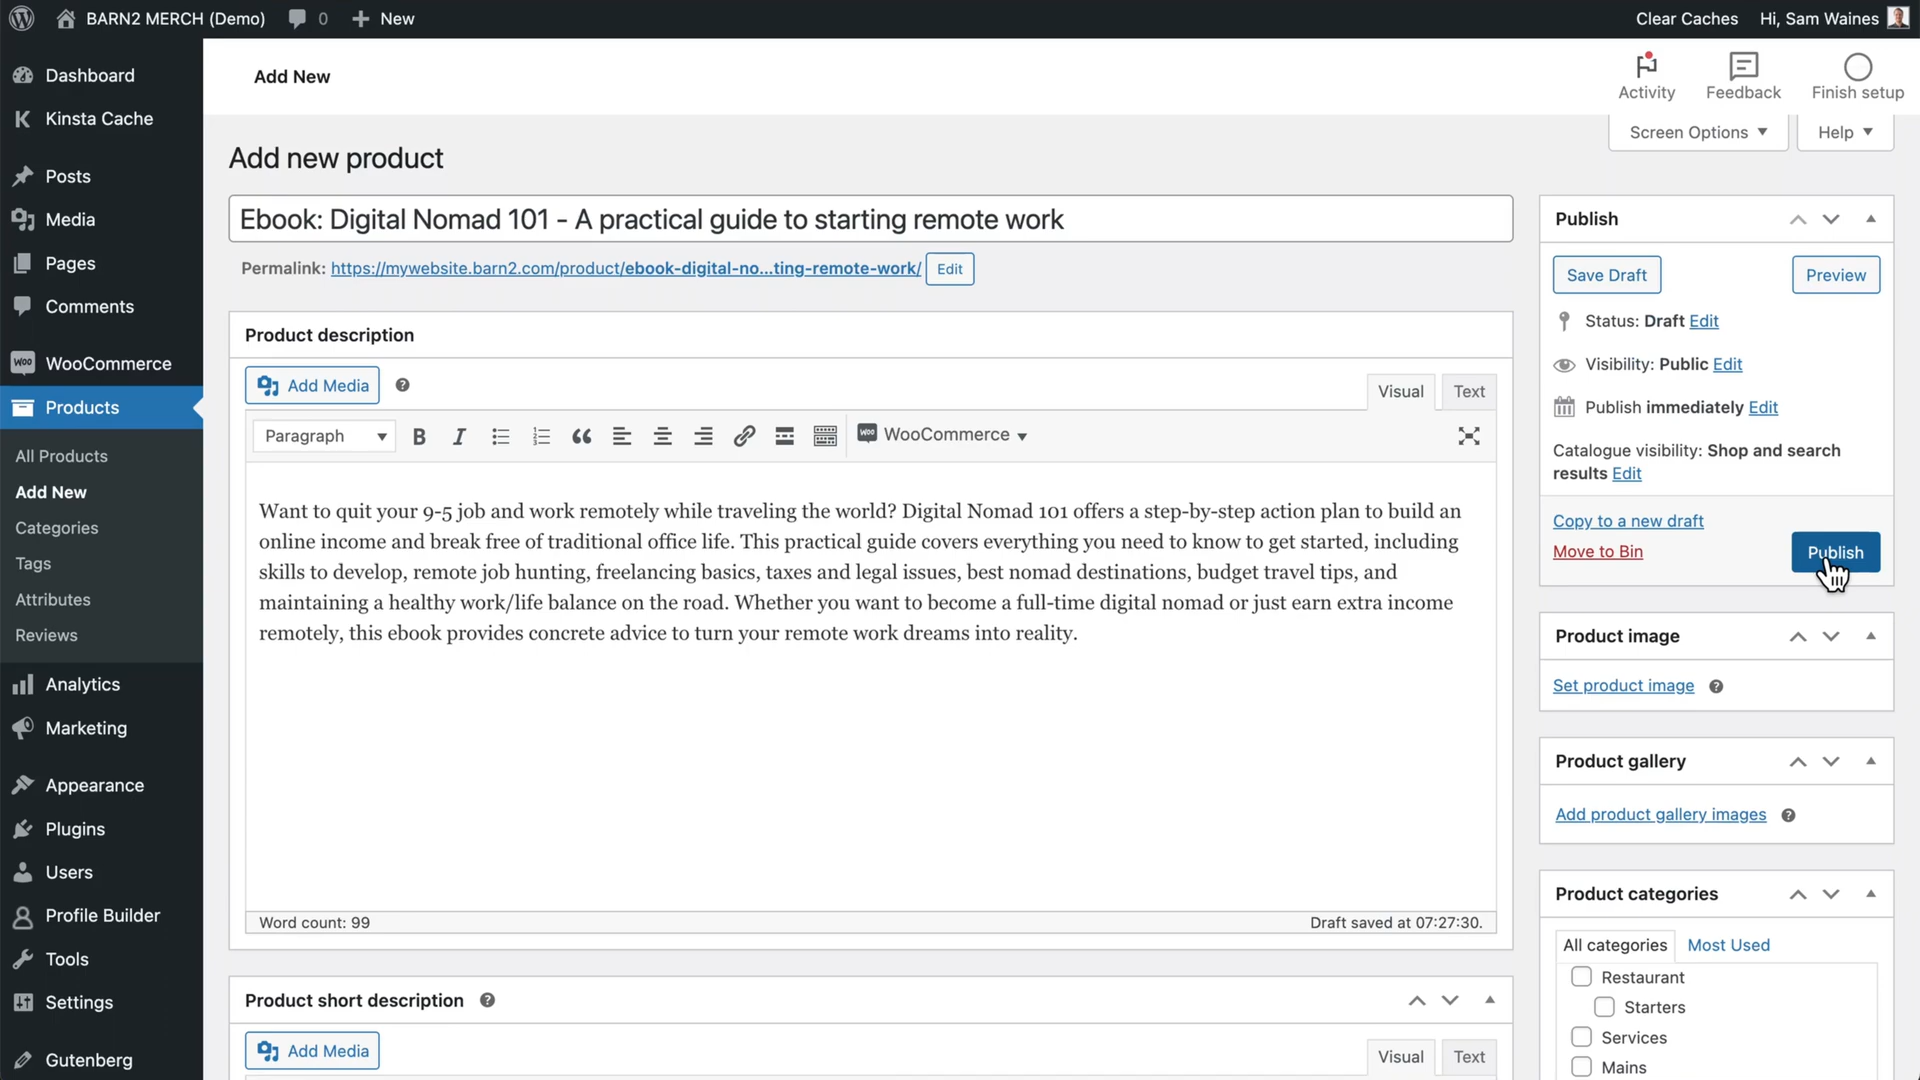 BARN2 MERCH (Demo)
0
New
Clear Caches
Hi, Sam Waines
Dashboard
Kinsta Cache
Posts
Media
Pages
Comments
WooCommerce
Products
All Products
Add New
Categories
Tags
Attributes
Reviews
Analytics
Marketing
Appearance
Plugins
Users
Profile Builder
Tools
Settings
Gutenberg
Add New
Activity
Feedback
Finish setup
Screen Options
Help
Add new product
Ebook: Digital Nomad 101 - A practical guide to starting remote work
Permalink: https://mywebsite.barn2.com/product/ebook-digital-no...ting-remote-work/ Edit
Product description
Add Media
Visual
Text
Paragraph
WooCommerce
Want to quit your 9-5 job and work remotely while traveling the world? Digital Nomad 101 offers a step-by-step action plan to build an
online income and break free of traditional office life. This practical guide covers everything you need to know to get started, including
skills to develop, remote job hunting, freelancing basics, taxes and legal issues, best nomad destinations, budget travel tips, and
maintaining a healthy work/life balance on the road. Whether you want to become a full-time digital nomad or just earn extra income
remotely, this ebook provides concrete advice to turn your remote work dreams into reality.
Word count: 99
Draft saved at 07:27:30.
Product short description
Add Media
Visual
Text
Publish
Save Draft
Preview
Status: Draft Edit
Visibility: Public Edit
Publish immediately Edit
Catalogue visibility: Shop and search
results Edit
Copy to a new draft
Move to Bin
Publish
Product image
Set product image
Product gallery
Add product gallery images
Product categories
All categories
Most Used
Restaurant
Starters
Services
Mains